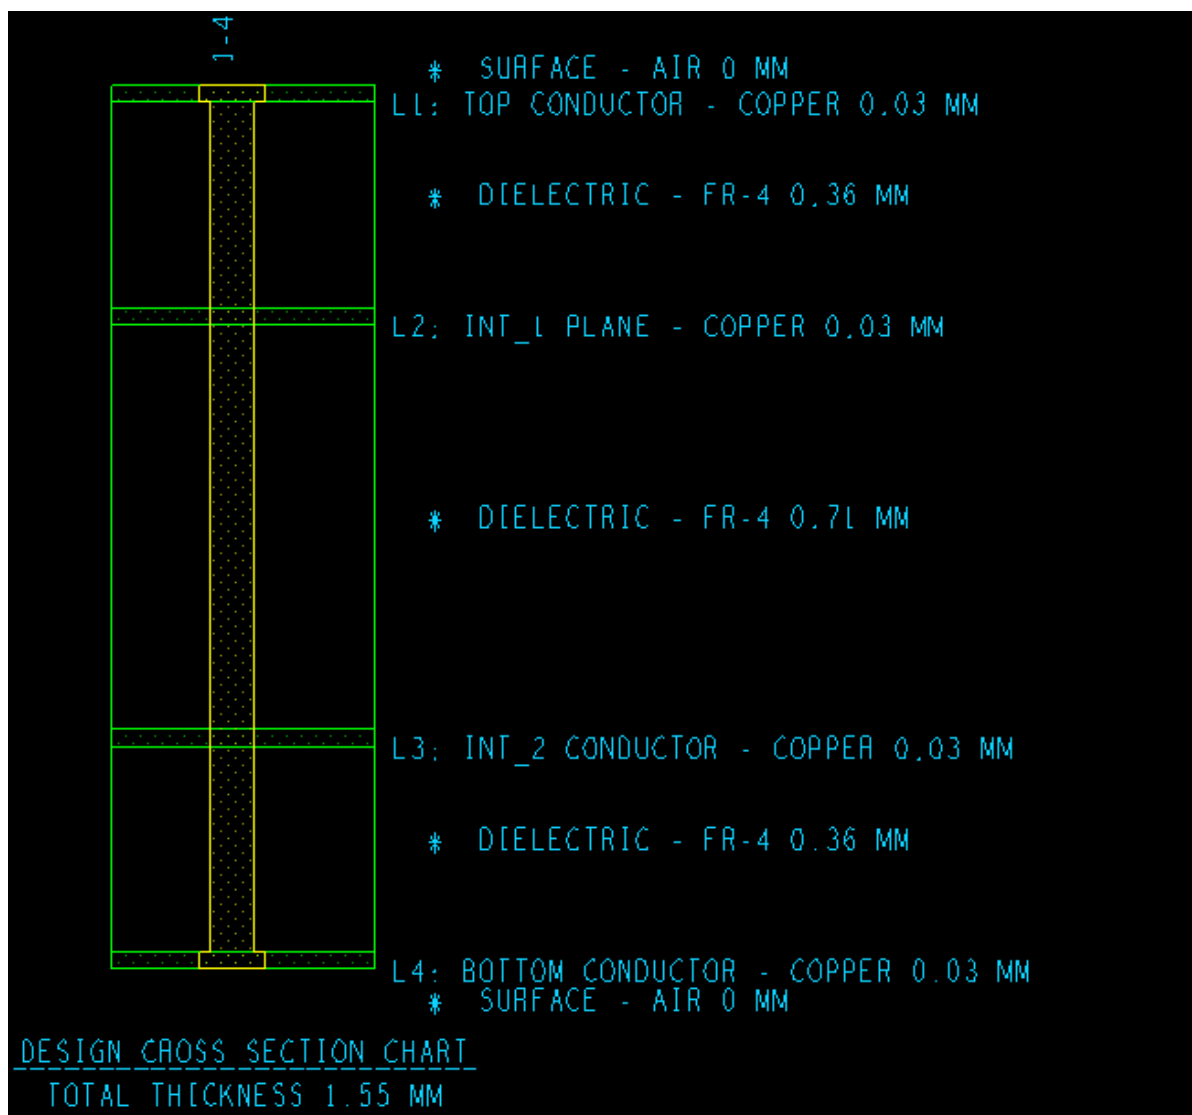 1-4
* SURFACE - AIR 0 MM
L1: TOP CONDUCTOR - COPPER 0.03 MM
* DIELECTRIC - FR-4 0.36 MM
L2: INT_1 PLANE - COPPER 0.03 MM
* DIELECTRIC - FR-4 0.71 MM
L3: INT_2 CONDUCTOR - COPPER 0.03 MM
* DIELECTRIC - FR-4 0.36 MM
L4: BOTTOM CONDUCTOR - COPPER 0.03 MM
* SURFACE - AIR 0 MM
DESIGN CROSS SECTION CHART
TOTAL THICKNESS 1.55 MM